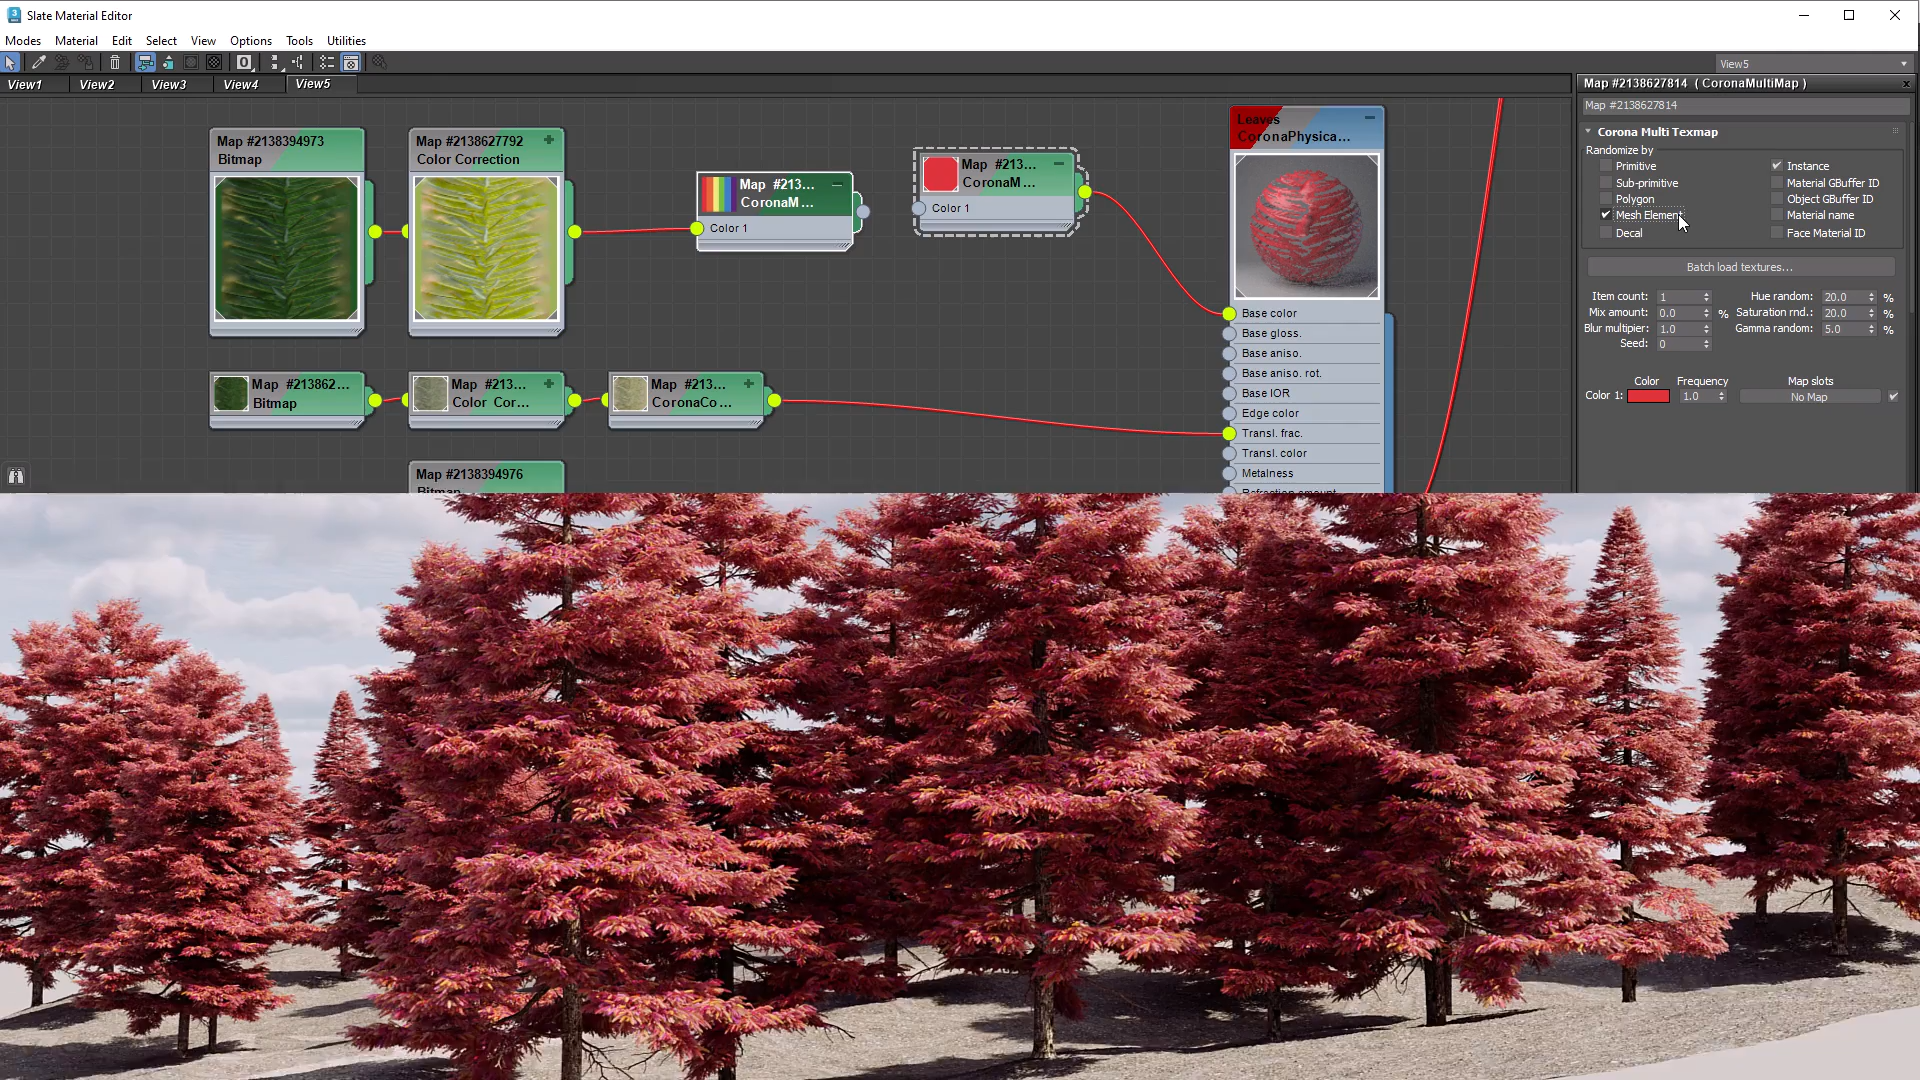 Slate Material Editor
Modes Material Edit Select View Options Tools Utilities
View5
View1 View2 View3 View4 View5
Map #2138394973
Bitmap
Map #2138627792
Color Correction
Map #213...
CoronaM...
Color 1
Map #213...
CoronaM...
Color 1
Leaves
CoronaPhysica...
Base color
Base gloss.
Base aniso.
Base aniso. rot.
Base IOR
Edge color
Transl. frac.
Transl. color
Metalness
Refraction amount
Map #213862...
Bitmap
Map #213...
Color Cor...
Map #213...
CoronaCo...
Map #2138394976
Bitmap
Map #2138627814 ( CoronaMultiMap )
Map #2138627814
Corona Multi Texmap
Randomize by
Primitive Instance
Sub-primitive Material GBuffer ID
Polygon Object GBuffer ID
Mesh Element Material name
Decal Face Material ID
Batch load textures...
Item count: 1 Hue random: 20.0 %
Mix amount: 0.0 % Saturation rnd.: 20.0 %
Blur multipier: 1.0 Gamma random: 5.0 %
Seed: 0
Color Frequency Map slots
Color 1: 1.0 No Map